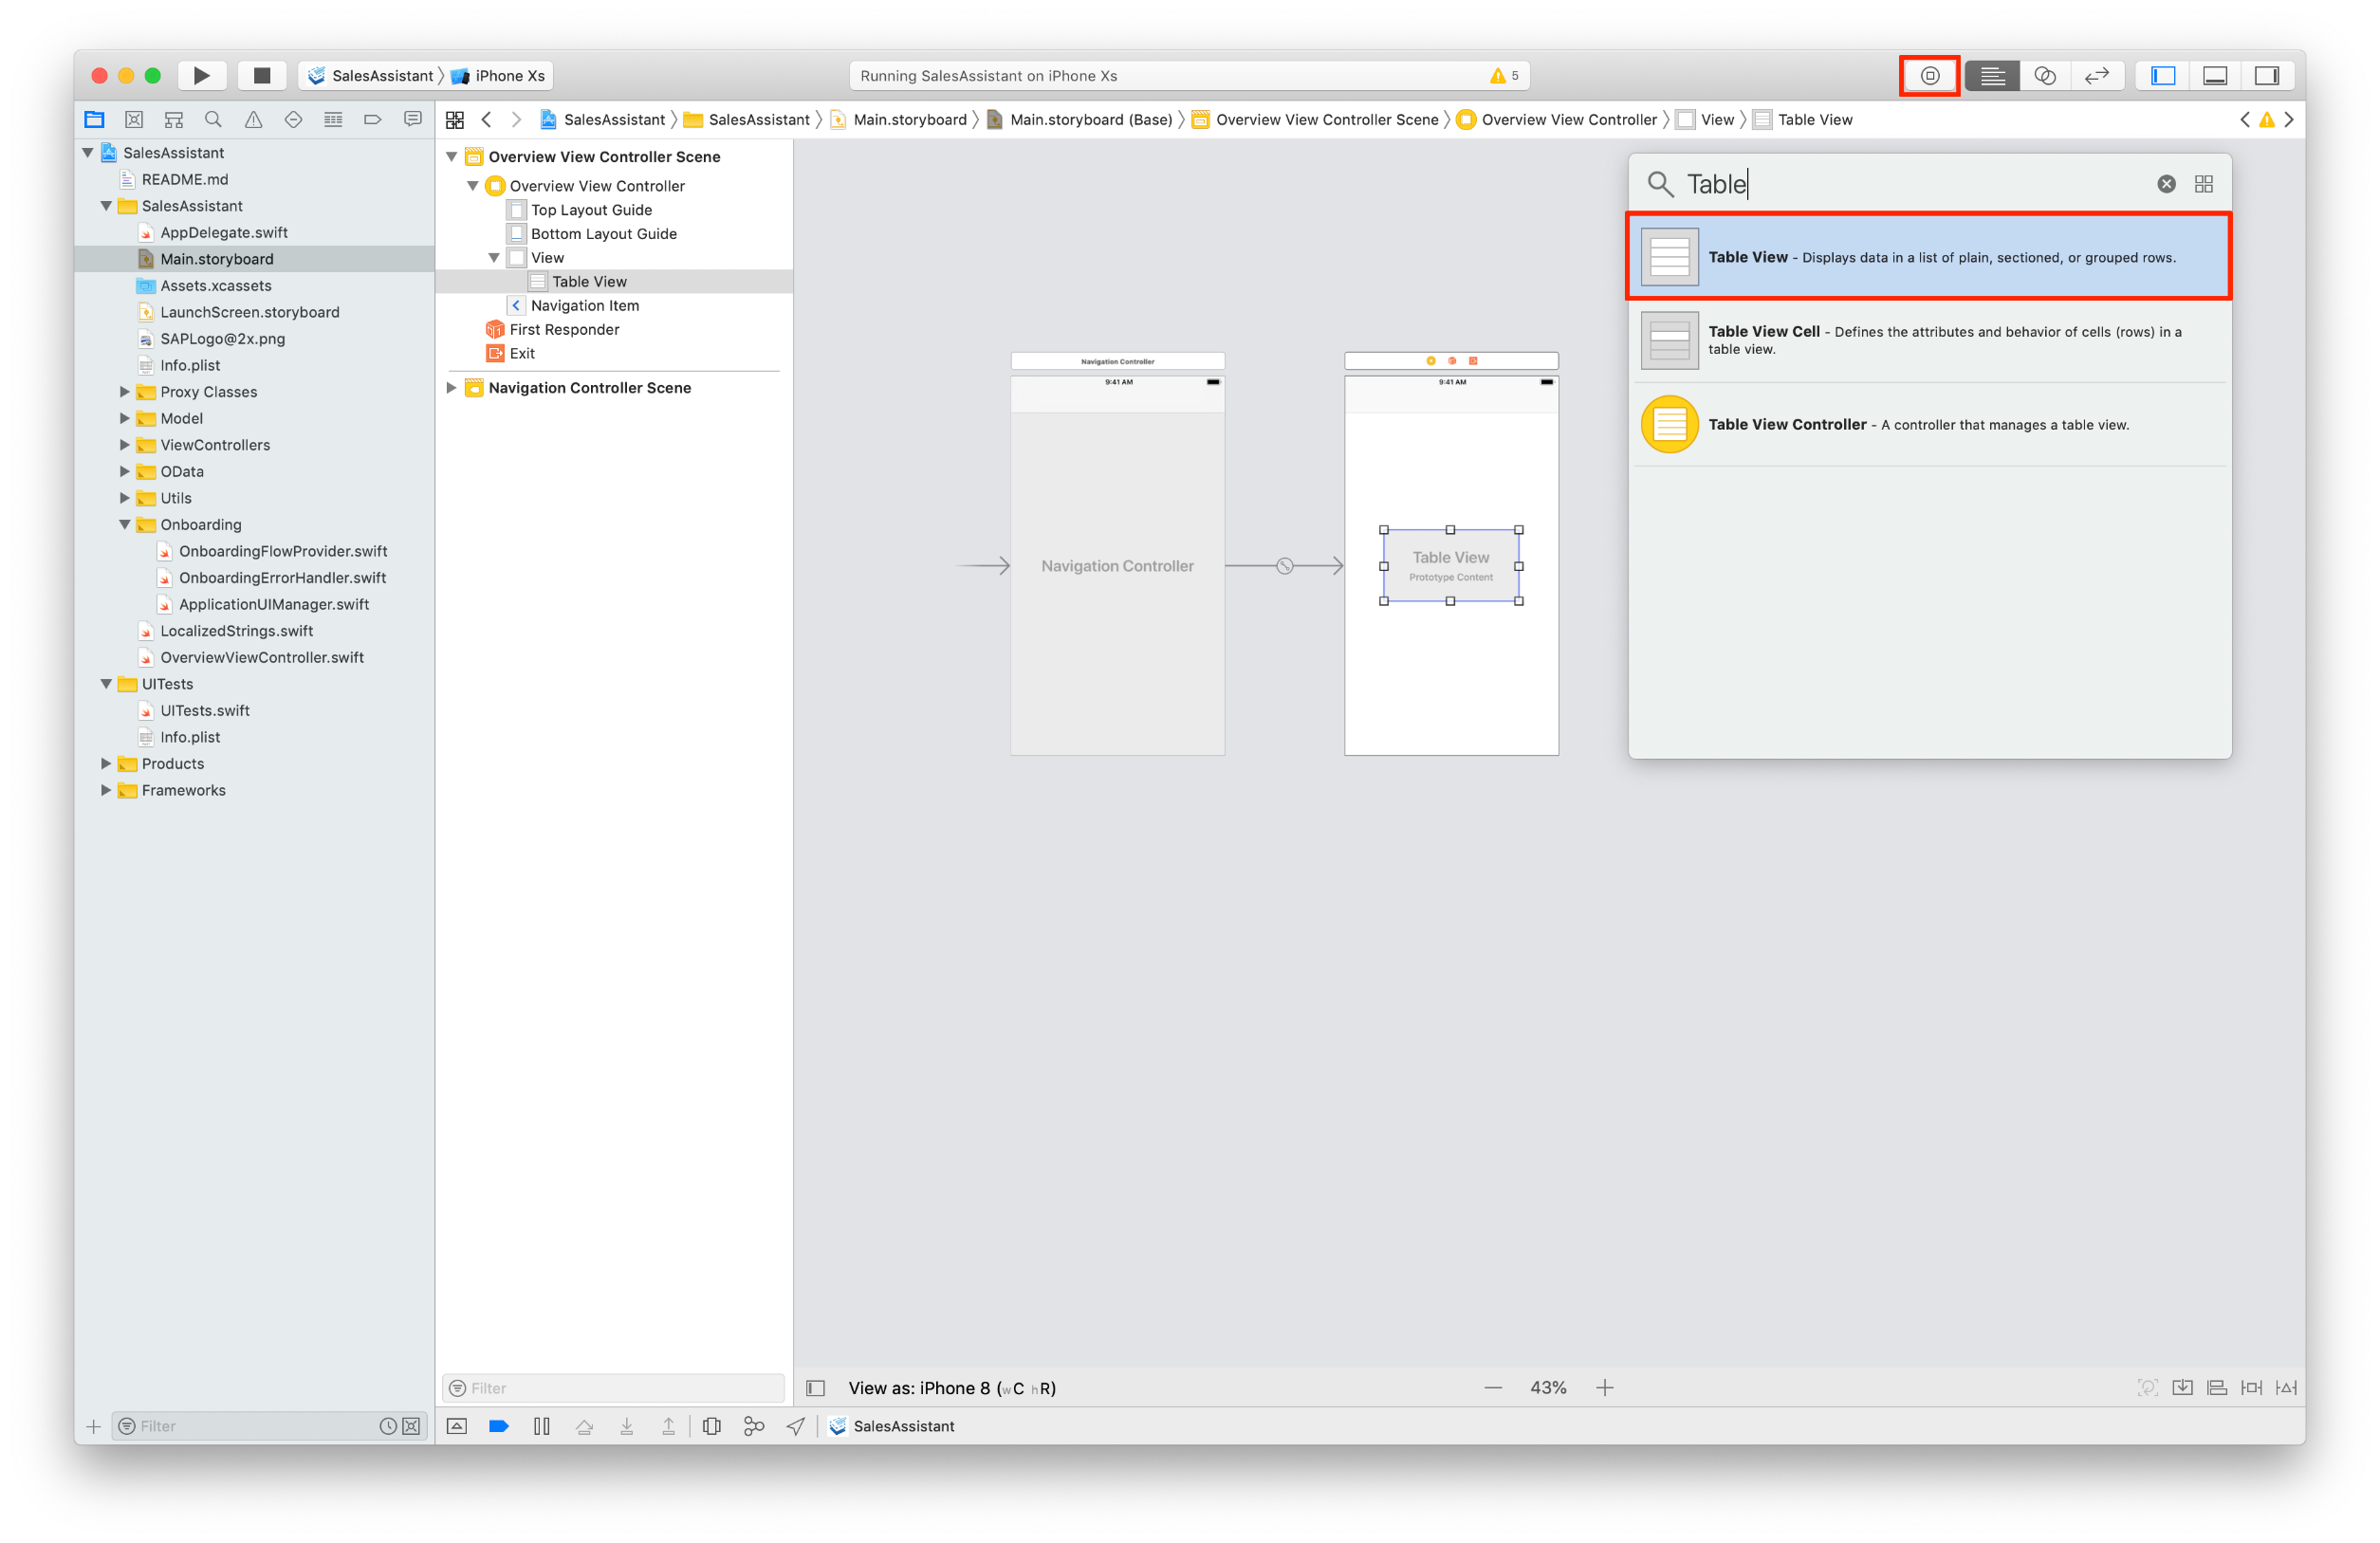 SalesAssistant iPhone Xs
Running SalesAssistant on iPhone Xs
5
SalesAssistant SalesAssistant Main.storyboard Main.storyboard (Base) Overview View Controller Scene Overview View Controller View Table View
SalesAssistant
README.md
SalesAssistant
AppDelegate.swift
Main.storyboard
Assets.xcassets
LaunchScreen.storyboard
SAPLogo@2x.png
Info.plist
Proxy Classes
Model
ViewControllers
OData
Utils
Onboarding
OnboardingFlowProvider.swift
OnboardingErrorHandler.swift
ApplicationUIManager.swift
LocalizedStrings.swift
OverviewViewController.swift
UITests
UITests.swift
Info.plist
Products
Frameworks
Filter
Overview View Controller Scene
Overview View Controller
Top Layout Guide
Bottom Layout Guide
View
Table View
Navigation Item
First Responder
Exit
Navigation Controller Scene
Filter
Navigation Controller
9:41 AM
Navigation Controller
9:41 AM
Table View
Prototype Content
Table
Table View - Displays data in a list of plain, sectioned, or grouped rows.
Table View Cell - Defines the attributes and behavior of cells (rows) in a
table view.
Table View Controller - A controller that manages a table view.
View as: iPhone 8 (wC hR)
43%
SalesAssistant